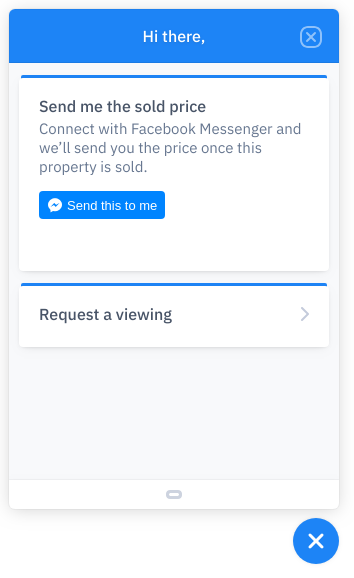 Hi there,
Send me the sold price
Connect with Facebook Messenger and
we’ll send you the price once this
property is sold.
Send this to me
Request a viewing